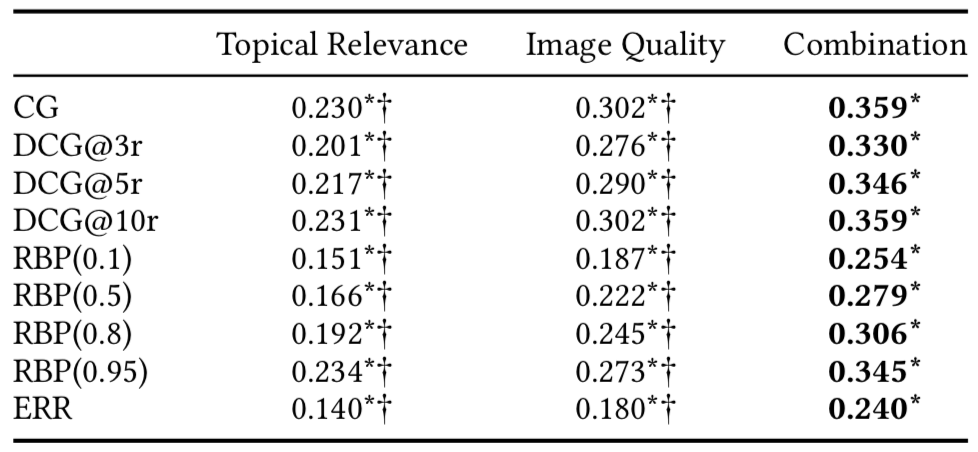 Topical Relevance Image Quality Combination
CG 0.230*† 0.302*† 0.359*
DCG@3r 0.201*† 0.276*† 0.330*
DCG@5r 0.217*† 0.290*† 0.346*
DCG@10r 0.231*† 0.302*† 0.359*
RBP(0.1) 0.151*† 0.187*† 0.254*
RBP(0.5) 0.166*† 0.222*† 0.279*
RBP(0.8) 0.192*† 0.245*† 0.306*
RBP(0.95) 0.234*† 0.273*† 0.345*
ERR 0.140*† 0.180*† 0.240*